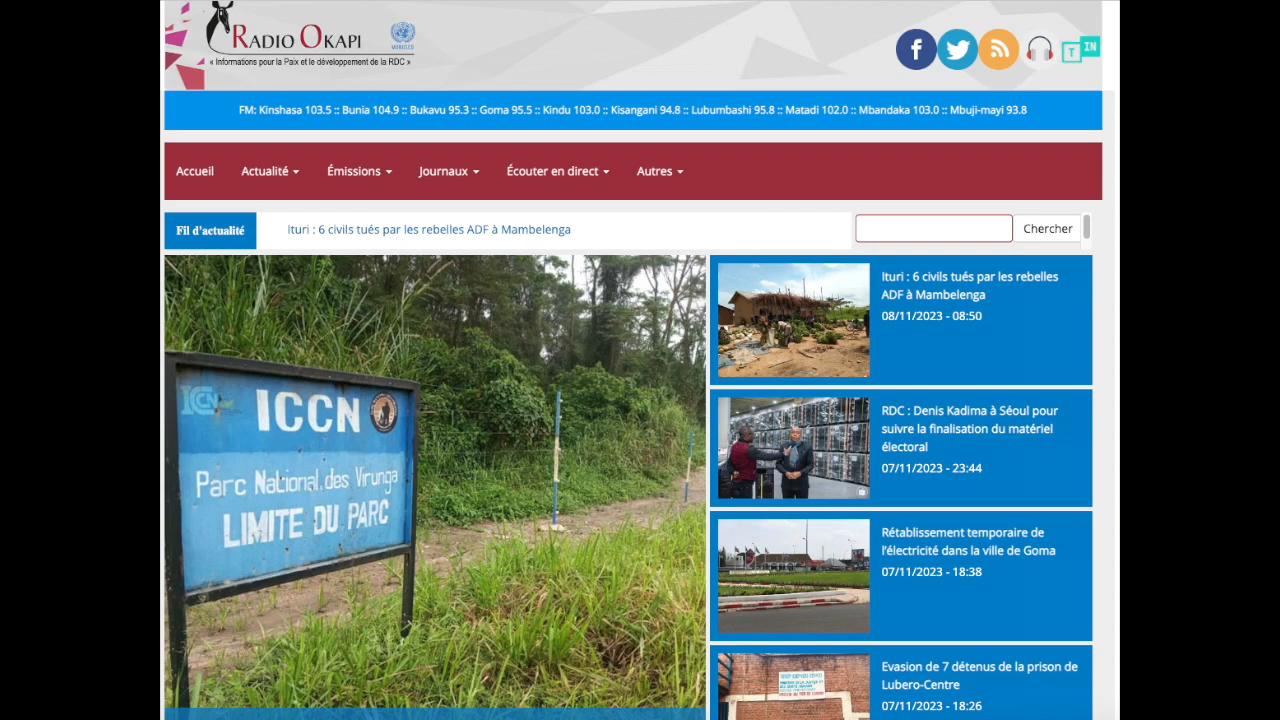 RADIO OKAPI
MONUSCO
« Informations pour la Paix et le développement de la RDC »
T IN
FM: Kinshasa 103.5 :: Bunia 104.9 :: Bukavu 95.3 :: Goma 95.5 :: Kindu 103.0 :: Kisangani 94.8 :: Lubumbashi 95.8 :: Matadi 102.0 :: Mbandaka 103.0 :: Mbuji-mayi 93.8
Accueil Actualité Émissions Journaux Écouter en direct Autres
Fil d'actualité Ituri : 6 civils tués par les rebelles ADF à Mambelenga Chercher
ICCN
ICCN
Parc National des Virunga
LIMITE DU PARC
Ituri : 6 civils tués par les rebelles
ADF à Mambelenga
08/11/2023 - 08:50
RDC : Denis Kadima à Séoul pour
suivre la finalisation du matériel
électoral
07/11/2023 - 23:44
Rétablissement temporaire de
l'électricité dans la ville de Goma
07/11/2023 - 18:38
Evasion de 7 détenus de la prison de
Lubero-Centre
07/11/2023 - 18:26